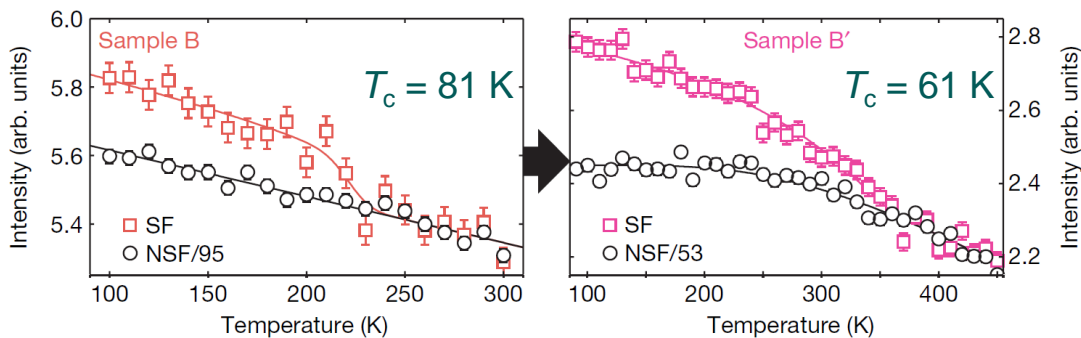 Intensity (arb. units)
6.0
5.8
5.6
5.4
Sample B
T_c = 81 K
SF
NSF/95
100 150 200 250 300
Temperature (K)
Sample B′
T_c = 61 K
SF
NSF/53
100 200 300 400
Temperature (K)
2.8
2.6
2.4
2.2
Intensity (arb. units)